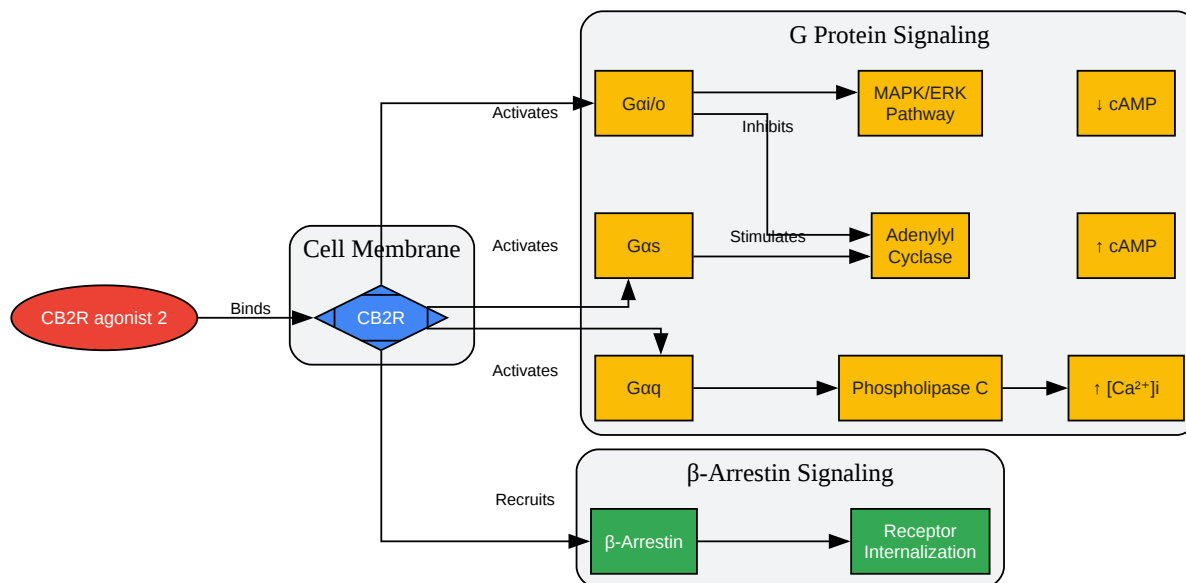 G Protein Signaling
Activates
Gαi/o
MAPK/ERK
Pathway
↓ cAMP
Inhibits
Cell Membrane
Activates
Gαs
Stimulates
Adenylyl
Cyclase
↑ cAMP
CB2R agonist 2
Binds
CB2R
Activates
Gαq
Phospholipase C
↑ [Ca²⁺]i
β-Arrestin Signaling
Recruits
β-Arrestin
Receptor
Internalization